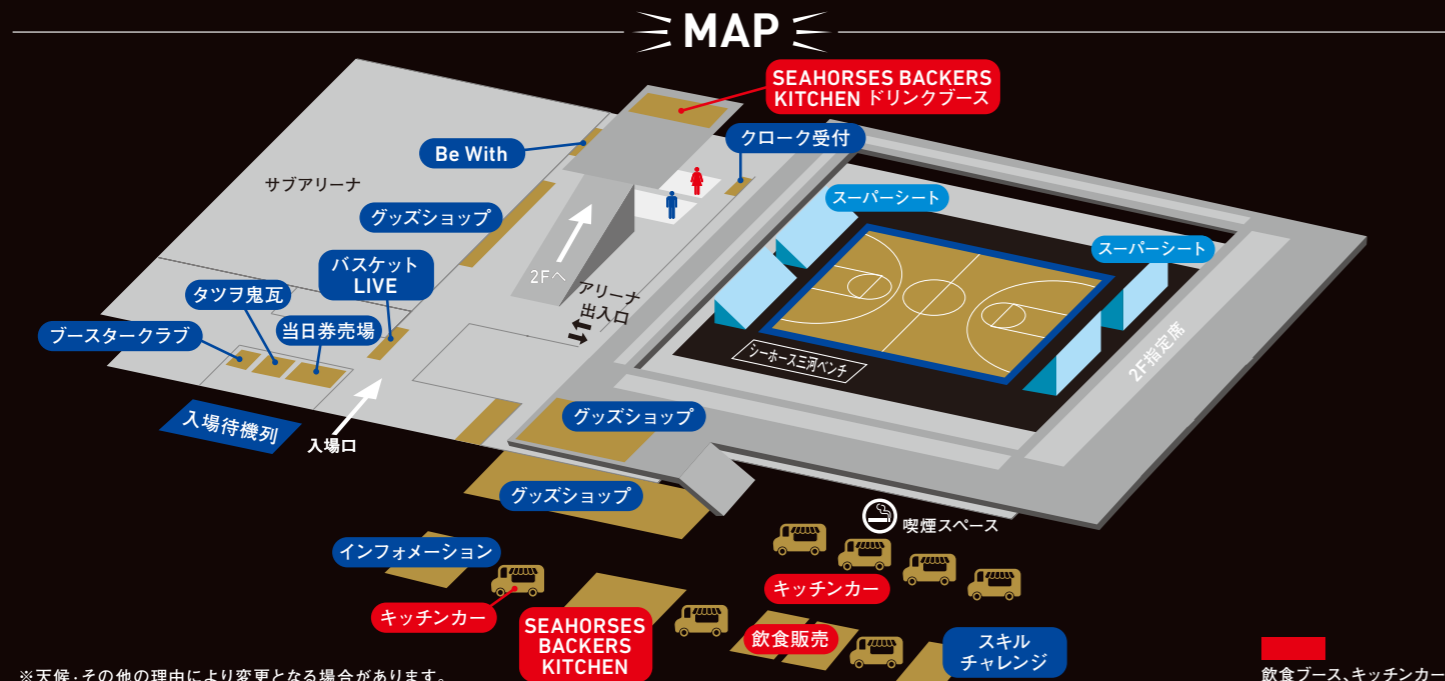 MAP
SEAHORSES BACKERS
KITCHEN ドリンクブース
Be With
クローク受付
サブアリーナ
スーパーシート
グッズショップ
スーパーシート
バスケット
LIVE
2Fへ
アリーナ
出入口
タツヲ鬼瓦
当日券売場
ブースタークラブ
シーホース三河ベンチ
2F指定席
入場待機列
入場口
グッズショップ
グッズショップ
喫煙スペース
インフォメーション
キッチンカー
キッチンカー
SEAHORSES
BACKERS
KITCHEN
飲食販売
スキル
チャレンジ
※天候・その他の理由により変更となる場合があります。
飲食ブース、キッチンカー